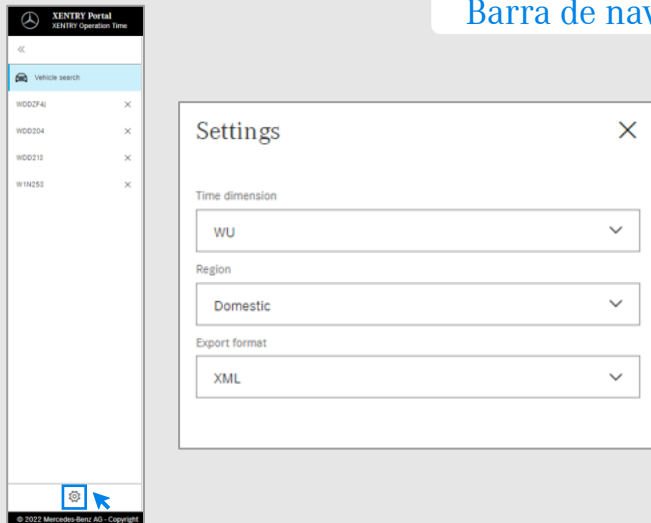 Barra de nav
XENTRY Portal
XENTRY Operation Time
Vehicle search
WDDZF4J
WDD204
WDD213
W1N253
© 2022 Mercedes-Benz AG - Copyright
Settings
Time dimension
WU
Region
Domestic
Export format
XML